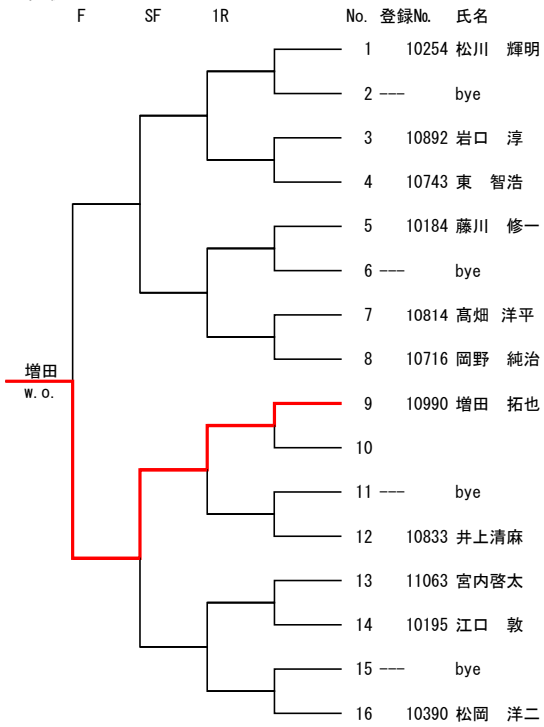 F SF 1R No. 登録No. 氏名
1 10254 松川 輝明
2 --- bye
3 10892 岩口 淳
4 10743 東 智浩
5 10184 藤川 修一
6 --- bye
7 10814 髙畑 洋平
8 10716 岡野 純治
増田
w.o.
9 10990 増田 拓也
10
11 --- bye
12 10833 井上清麻
13 11063 宮内啓太
14 10195 江口 敦
15 --- bye
16 10390 松岡 洋二